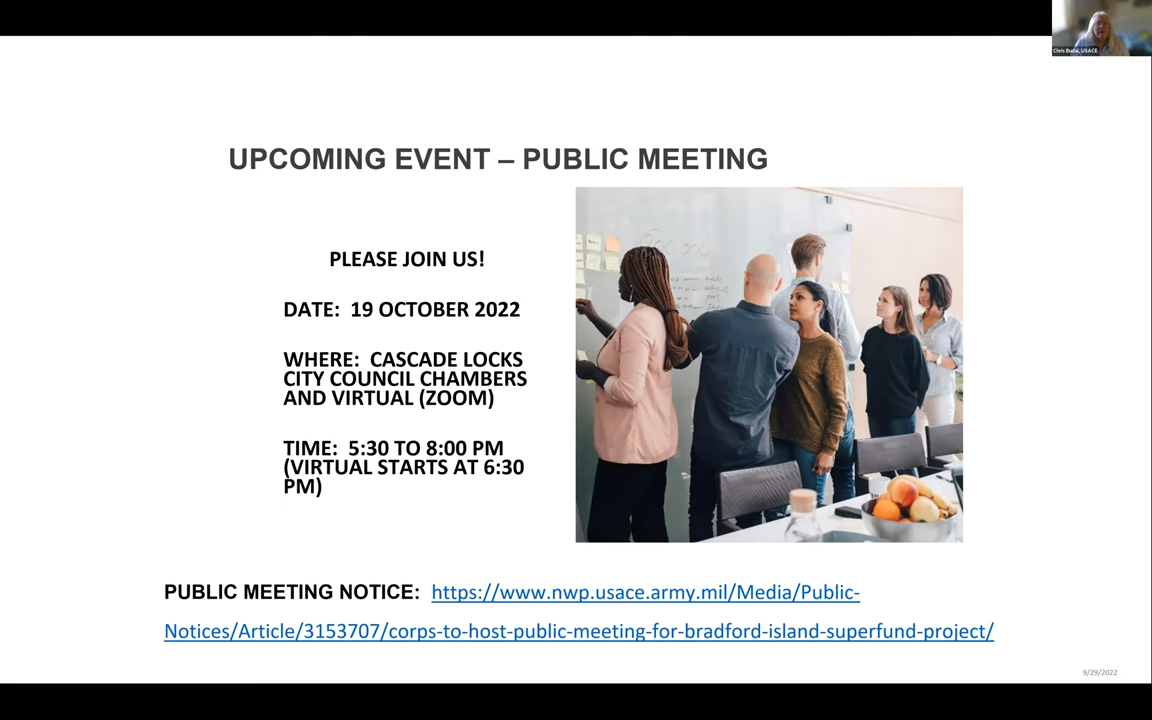 UPCOMING EVENT – PUBLIC MEETING
PLEASE JOIN US!
DATE: 19 OCTOBER 2022
WHERE: CASCADE LOCKS
CITY COUNCIL CHAMBERS
AND VIRTUAL (ZOOM)
TIME: 5:30 TO 8:00 PM
(VIRTUAL STARTS AT 6:30
PM)
PUBLIC MEETING NOTICE: https://www.nwp.usace.army.mil/Media/Public-
Notices/Article/3153707/corps-to-host-public-meeting-for-bradford-island-superfund-project/
9/29/2022
Chris Budai, USACE